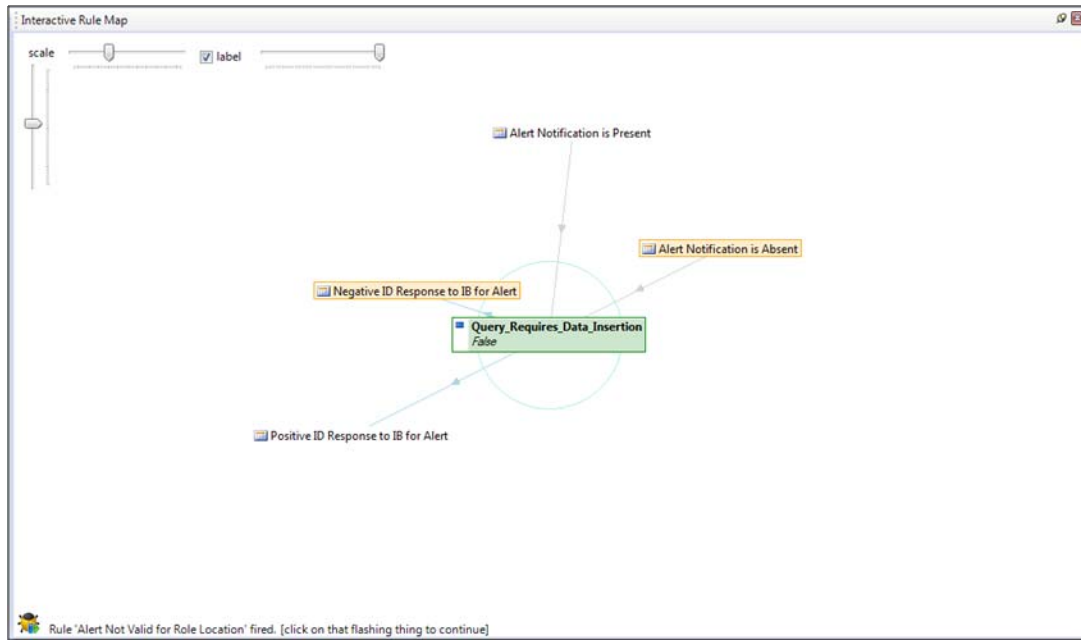 Interactive Rule Map
scale
label
Alert Notification is Present
Alert Notification is Absent
Negative ID Response to IB for Alert
Query_Requires_Data_Insertion
False
Positive ID Response to IB for Alert
Rule 'Alert Not Valid for Role Location' fired. [click on that flashing thing to continue]